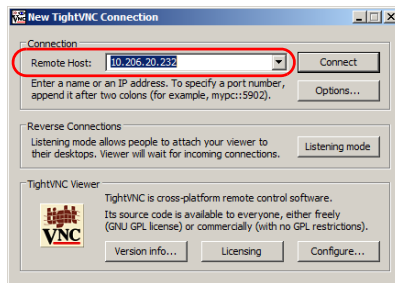 New TightVNC Connection
Connection
Remote Host: 10.206.20.232
Connect
Enter a name or an IP address. To specify a port number,
append it after two colons (for example, mypc::5902).
Options...
Reverse Connections
Listening mode allows people to attach your viewer to
their desktops. Viewer will wait for incoming connections.
Listening mode
TightVNC Viewer
tight
VNC
TightVNC is cross-platform remote control software.
Its source code is available to everyone, either freely
(GNU GPL license) or commercially (with no GPL restrictions).
Version info...
Licensing
Configure...